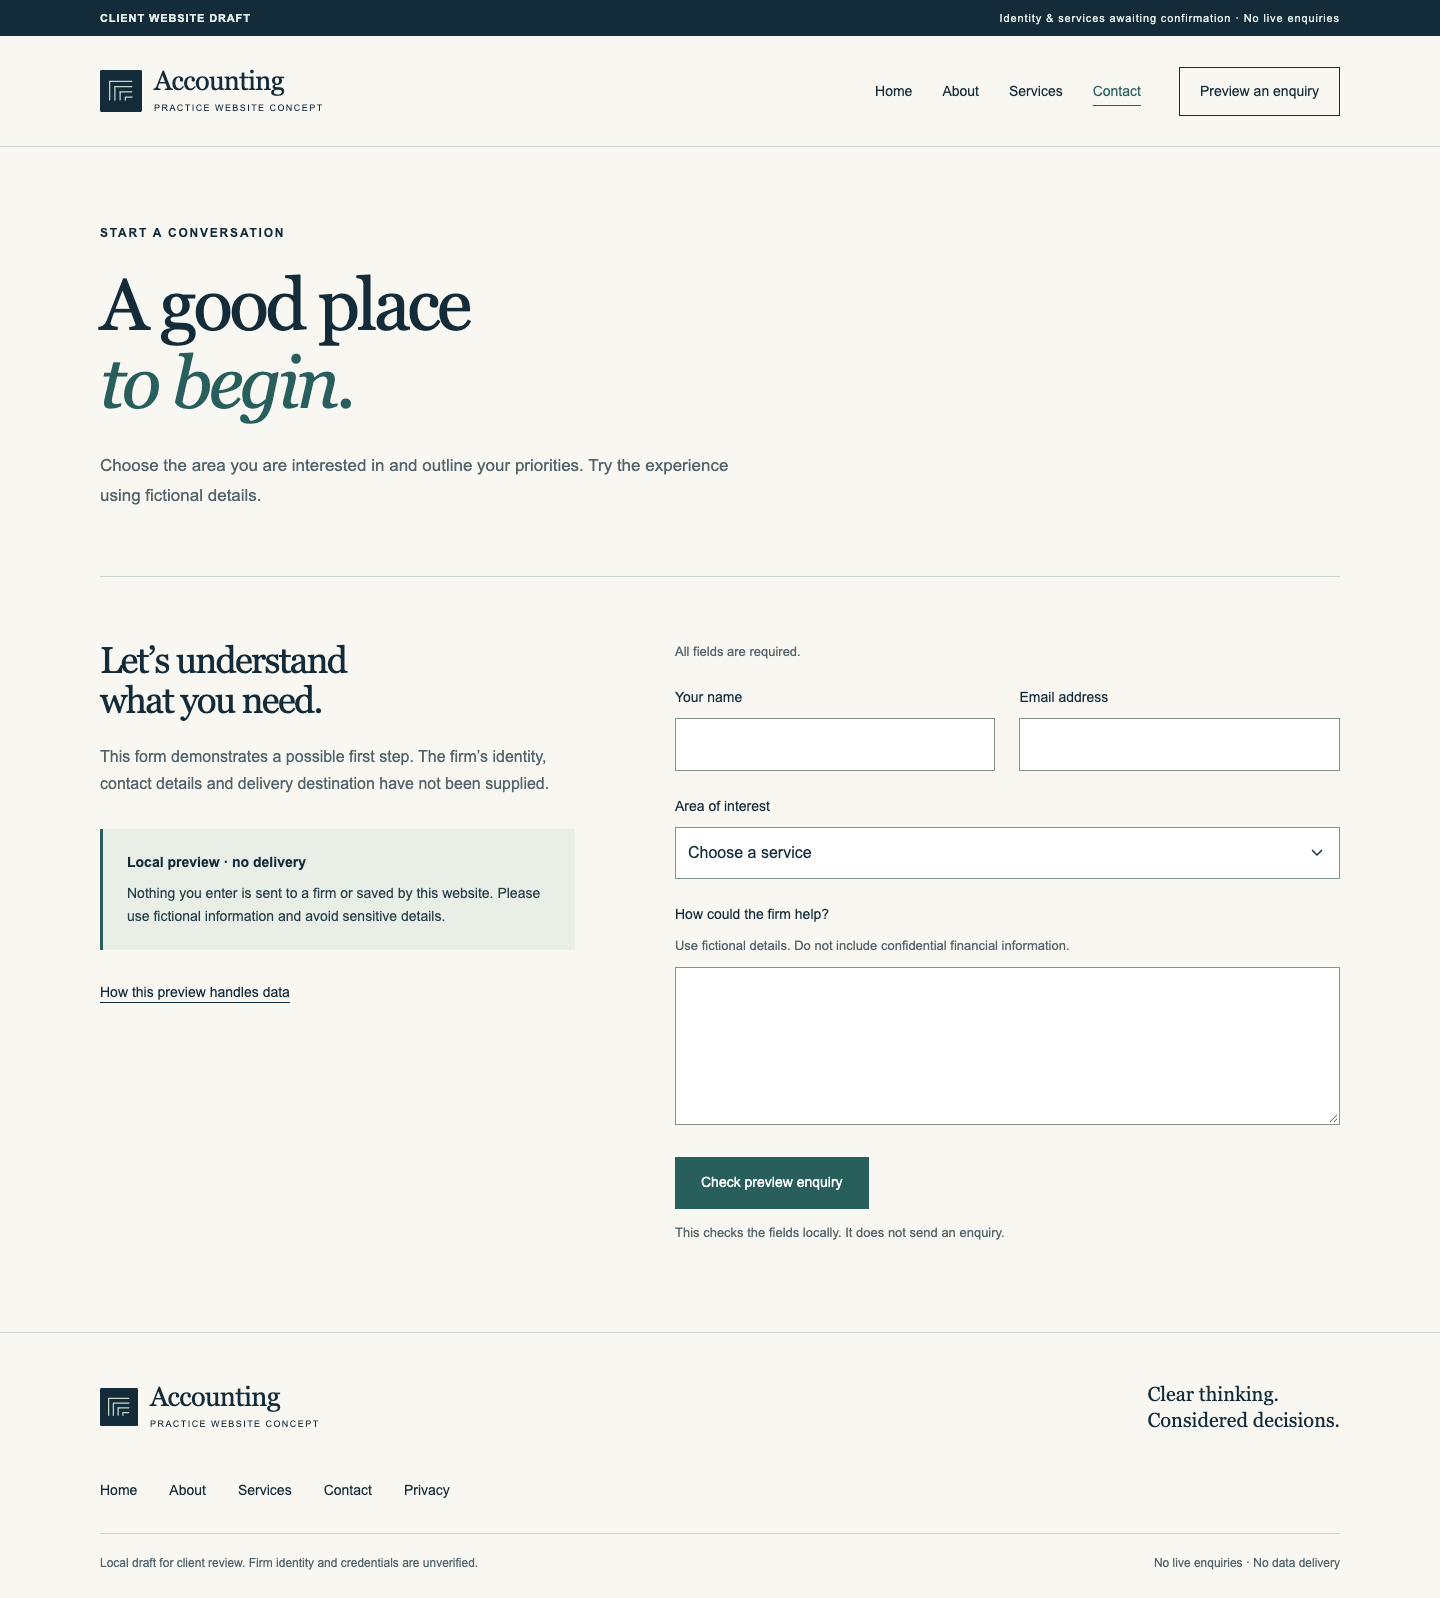 CLIENT WEBSITE DRAFT
Identity & services awaiting confirmation · No live enquiries
Accounting
PRACTICE WEBSITE CONCEPT
Home
About
Services
Contact
Preview an enquiry
START A CONVERSATION
A good place
to begin.
Choose the area you are interested in and outline your priorities. Try the experience
using fictional details.
Let’s understand
what you need.
This form demonstrates a possible first step. The firm’s identity,
contact details and delivery destination have not been supplied.
Local preview · no delivery
Nothing you enter is sent to a firm or saved by this website. Please
use fictional information and avoid sensitive details.
How this preview handles data
All fields are required.
Your name
Email address
Area of interest
Choose a service
How could the firm help?
Use fictional details. Do not include confidential financial information.
Check preview enquiry
This checks the fields locally. It does not send an enquiry.
Accounting
PRACTICE WEBSITE CONCEPT
Clear thinking.
Considered decisions.
Home
About
Services
Contact
Privacy
Local draft for client review. Firm identity and credentials are unverified.
No live enquiries · No data delivery